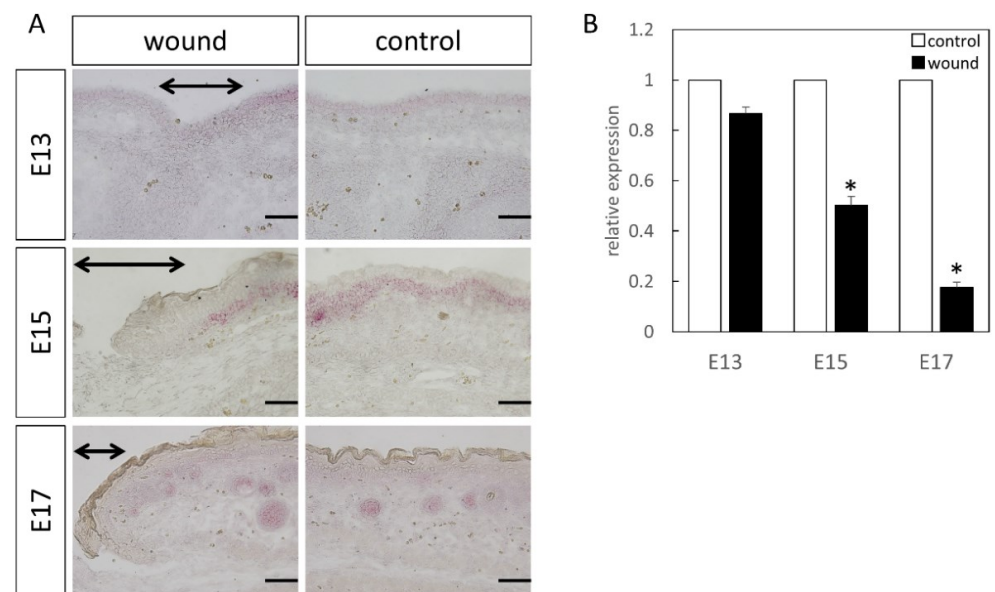 A
wound
control
E13
E15
E17
B
1.2
1
0.8
0.6
0.4
0.2
0
relative expression
control
wound
*
*
E13
E15
E17